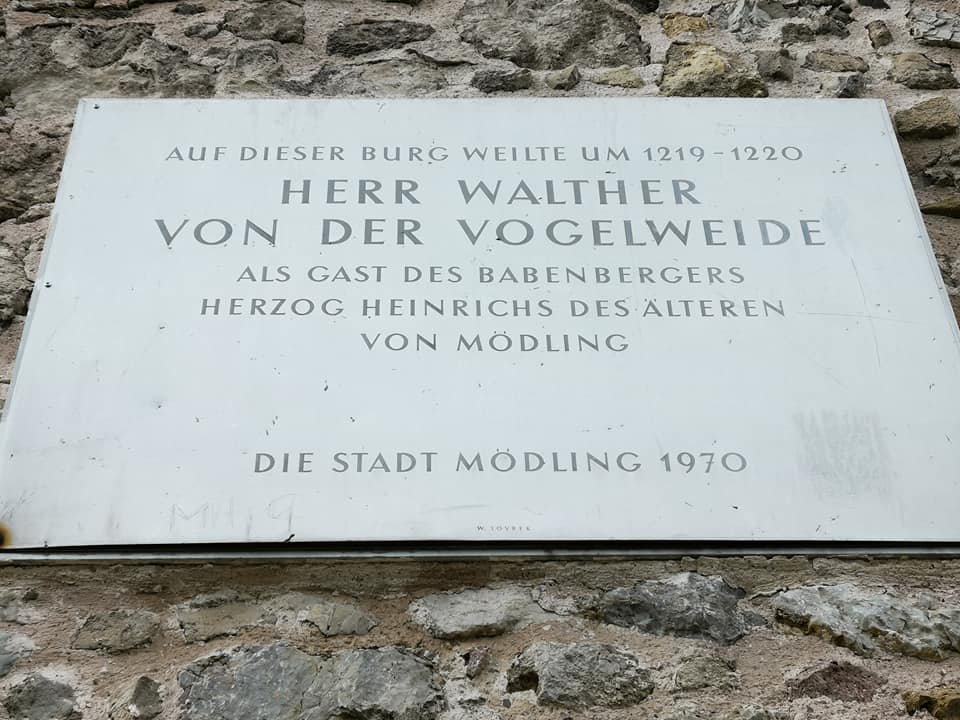 AUF DIESER BURG WEILTE UM 1219-1220
HERR WALTHER
VON DER VOGELWEIDE
ALS GAST DES BABENBERGERS
HERZOG HEINRICHS DES ÄLTEREN
VON MÖDLING
DIE STADT MÖDLING 1970
W. LOVREK